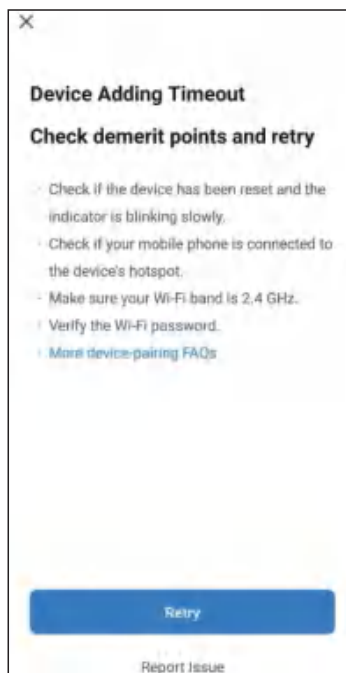 Device Adding Timeout
Check demerit points and retry
· Check if the device has been reset and the
indicator is blinking slowly.
· Check if your mobile phone is connected to
the device's hotspot.
· Make sure your Wi-Fi band is 2.4 GHz.
· Verify the Wi-Fi password.
· More device-pairing FAQs
Retry
Report Issue